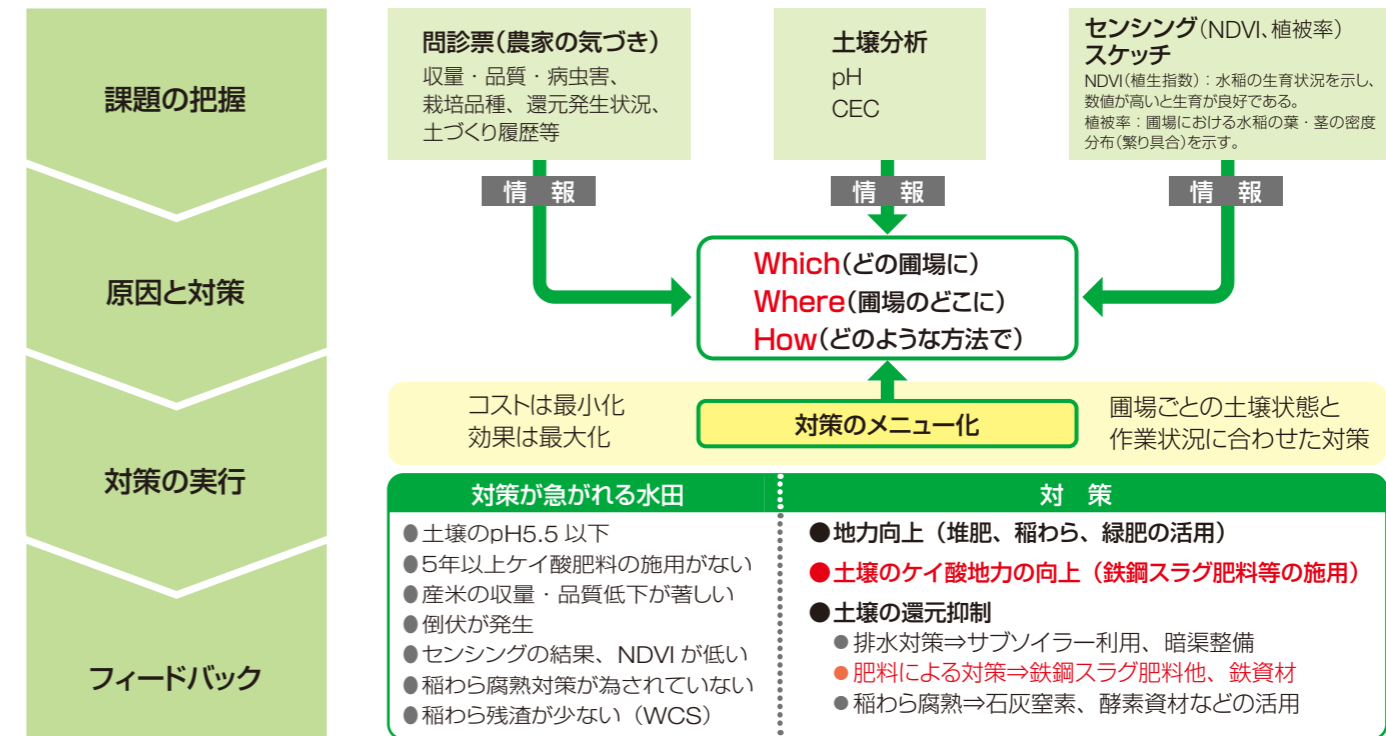 課題の把握
原因と対策
対策の実行
フィードバック
問診票(農家の気づき)
収量・品質・病虫害、
栽培品種、還元発生状況、
土づくり履歴等
土壌分析
pH
CEC
センシング(NDVI、植被率)
スケッチ
NDVI(植生指数)：水稲の生育状況を示し、
数値が高いと生育が良好である。
植被率：圃場における水稲の葉・茎の密度
分布(繁り具合)を示す。
情 報
情 報
情 報
Which(どの圃場に)
Where(圃場のどこに)
How(どのような方法で)
コストは最小化
効果は最大化
対策のメニュー化
圃場ごとの土壌状態と
作業状況に合わせた対策
対策が急がれる水田
●土壌のpH5.5 以下
●5年以上ケイ酸肥料の施用がない
●産米の収量・品質低下が著しい
●倒伏が発生
●センシングの結果、NDVI が低い
●稲わら腐熟対策が為されていない
●稲わら残渣が少ない（WCS）
対 策
●地力向上（堆肥、稲わら、緑肥の活用）
●土壌のケイ酸地力の向上（鉄鋼スラグ肥料等の施用）
●土壌の還元抑制
●排水対策⇒サブソイラー利用、暗渠整備
●肥料による対策⇒鉄鋼スラグ肥料他、鉄資材
●稲わら腐熟⇒石灰窒素、酵素資材などの活用